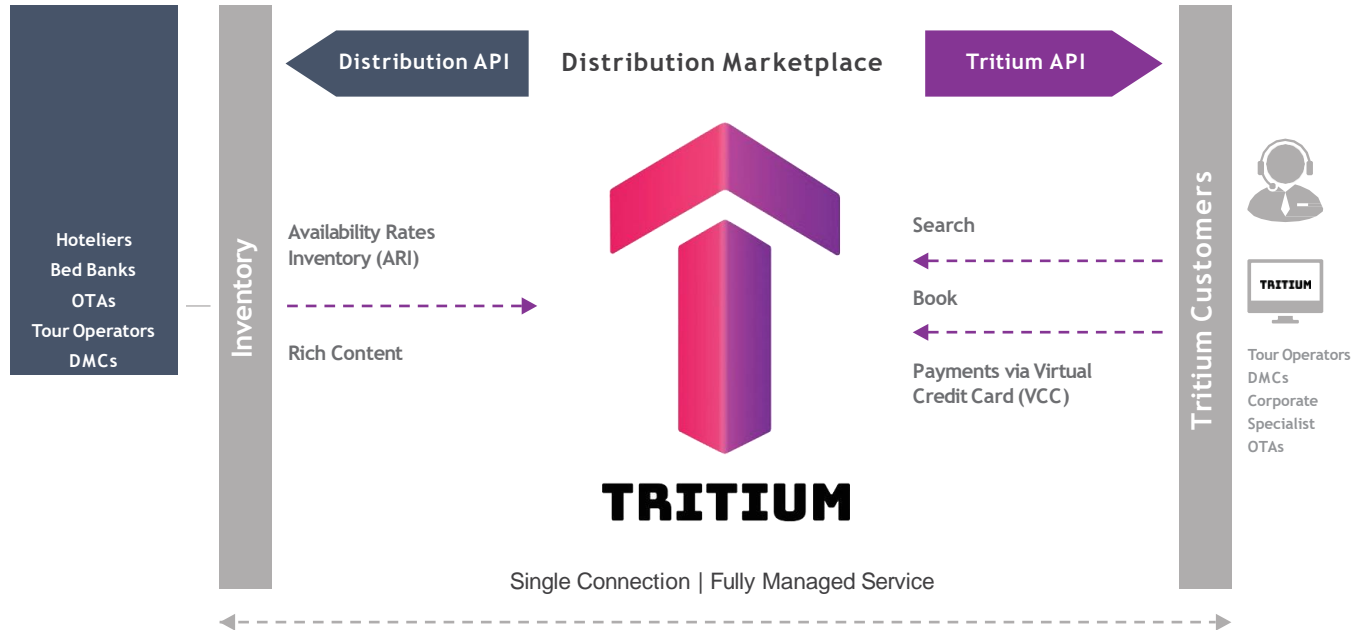 Distribution API
Distribution Marketplace
Tritium API
Hoteliers
Bed Banks
OTAs
Tour Operators
DMCs
Inventory
Availability Rates
Inventory (ARI)
Rich Content
TRITIUM
Search
Book
Payments via Virtual
Credit Card (VCC)
Tritium Customers
TRITIUM
Tour Operators
DMCs
Corporate
Specialist
OTAs
Single Connection | Fully Managed Service